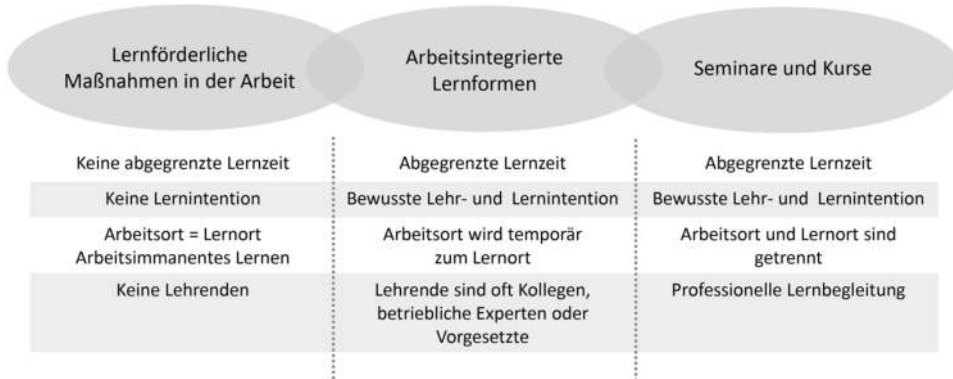 Lernförderliche
Maßnahmen in der Arbeit
Arbeitsintegrierte
Lernformen
Seminare und Kurse
Keine abgegrenzte Lernzeit
Abgegrenzte Lernzeit
Abgegrenzte Lernzeit
Keine Lernintention
Bewusste Lehr- und Lernintention
Bewusste Lehr- und Lernintention
Arbeitsort = Lernort
Arbeitsimmanentes Lernen
Arbeitsort wird temporär
zum Lernort
Arbeitsort und Lernort sind
getrennt
Keine Lehrenden
Lehrende sind oft Kollegen,
betriebliche Experten oder
Vorgesetzte
Professionelle Lernbegleitung